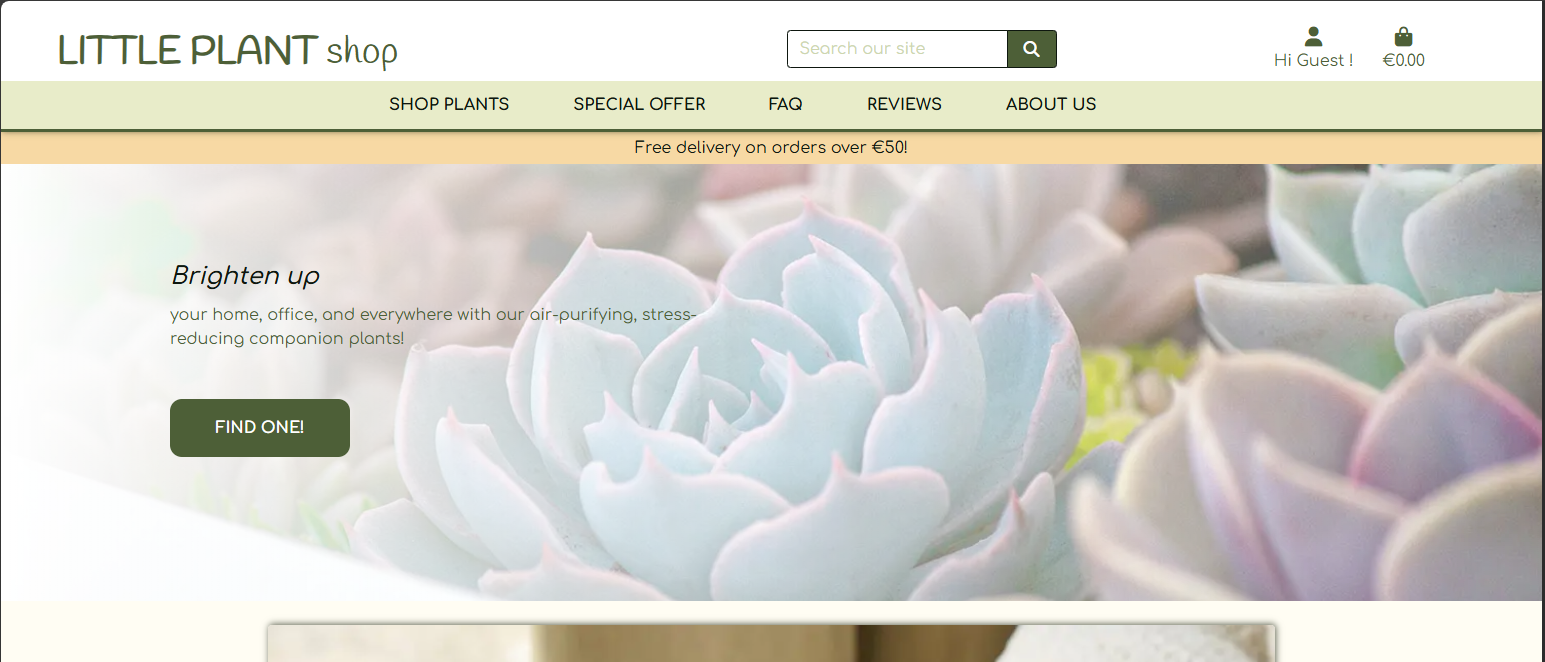 LITTLE PLANT shop
Search our site
Hi Guest !
€0.00
SHOP PLANTS
SPECIAL OFFER
FAQ
REVIEWS
ABOUT US
Free delivery on orders over €50!
Brighten up
your home, office, and everywhere with our air-purifying, stress-
reducing companion plants!
FIND ONE!